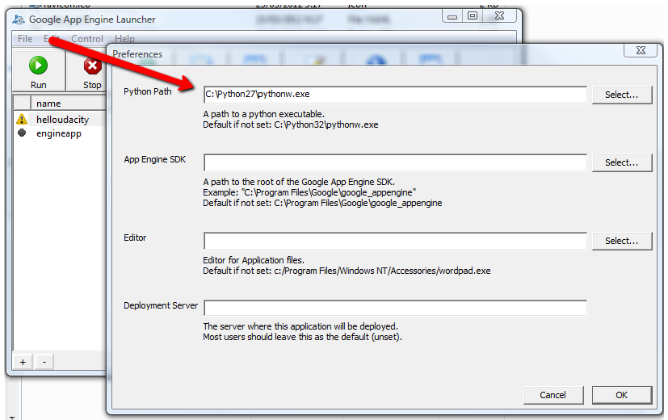 Google App Engine Launcher
File Edit Control Help
Run Stop
name
helloudacity
engineapp
+ -
Preferences
Python Path C:\Python27\pythonw.exe Select...
A path to a python executable.
Default if not set: C:\Python32\pythonw.exe
App Engine SDK Select...
A path to the root of the Google App Engine SDK.
Example: "C:\Program Files\Google\google_appengine"
Default if not set: C:\Program Files\Google\google_appengine
Editor Select...
Editor for Application files.
Default if not set: c:/Program Files/Windows NT/Accessories/wordpad.exe
Deployment Server
The server where this application will be deployed.
Most users should leave this as the default (unset).
Cancel OK